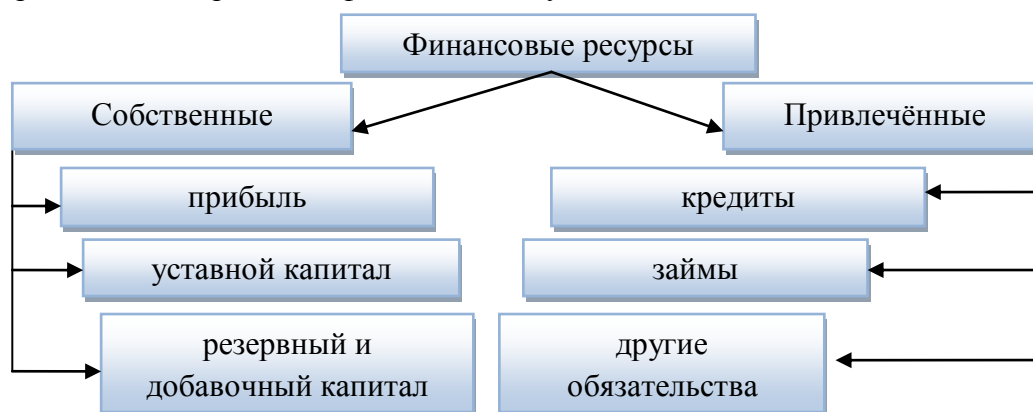 Финансовые ресурсы
Собственные
Привлечённые
прибыль
кредиты
уставной капитал
займы
резервный и
добавочный капитал
другие
обязательства